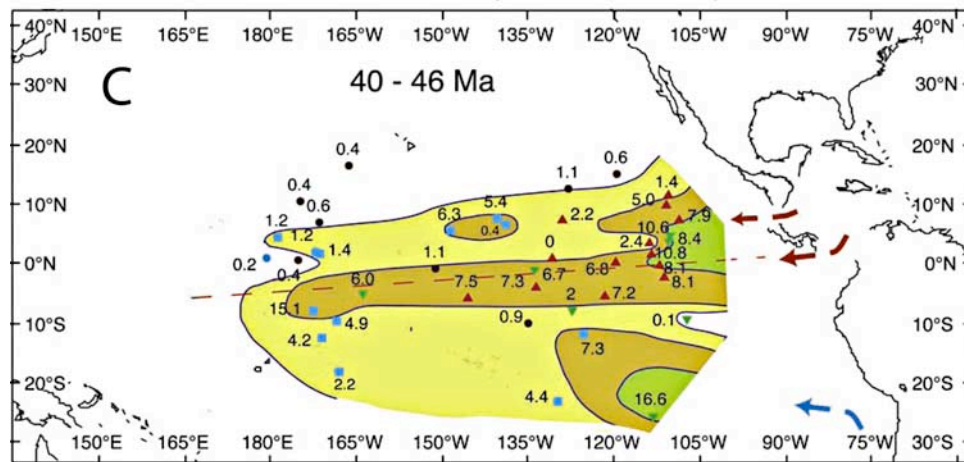 40°N 150°E 165°E 180°E 165°W 150°W 135°W 120°W 105°W 90°W 75°W 40°N
C 40 - 46 Ma
30°N 30°N
20°N 0.4 1.1 0.6 20°N
0.4 1.4
10°N 0.6 5.4 5.0 10°N
1.2 6.3 2.2 10.6 7.9
1.2 0.4 2.4 8.4
1.4 1.1 0 10.8
0°N 0.2 0.4 6.8 8.1 0°N
6.0 7.5 7.3 6.7 7.2 8.1
15.1 2
10°S 4.9 0.9 0.1 10°S
4.2 7.3
20°S 2.2 4.4 16.6 20°S
30°S 30°S
150°E 165°E 180°E 165°W 150°W 135°W 120°W 105°W 90°W 75°W